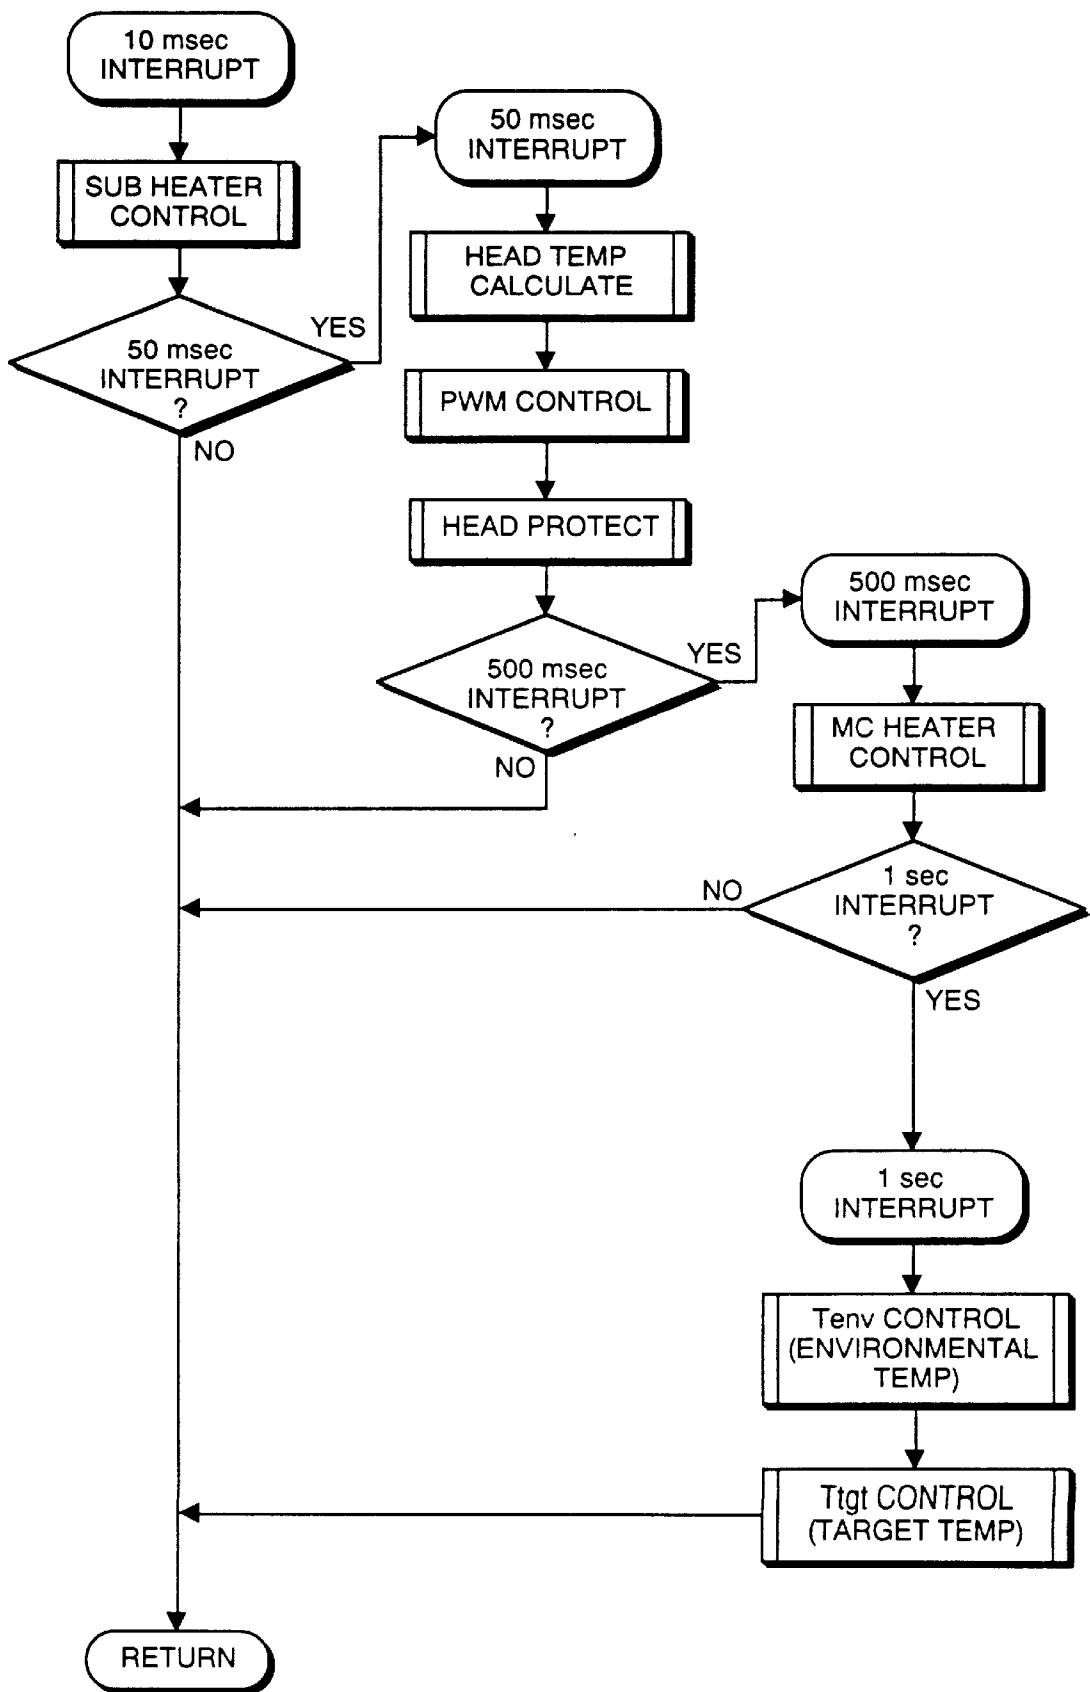 10 msec
INTERRUPT
SUB HEATER
CONTROL
50 msec
INTERRUPT
?
YES
NO
50 msec
INTERRUPT
HEAD TEMP
CALCULATE
PWM CONTROL
HEAD PROTECT
500 msec
INTERRUPT
?
YES
NO
500 msec
INTERRUPT
MC HEATER
CONTROL
1 sec
INTERRUPT
?
NO
YES
1 sec
INTERRUPT
Tenv CONTROL
(ENVIRONMENTAL
TEMP)
Ttgt CONTROL
(TARGET TEMP)
RETURN